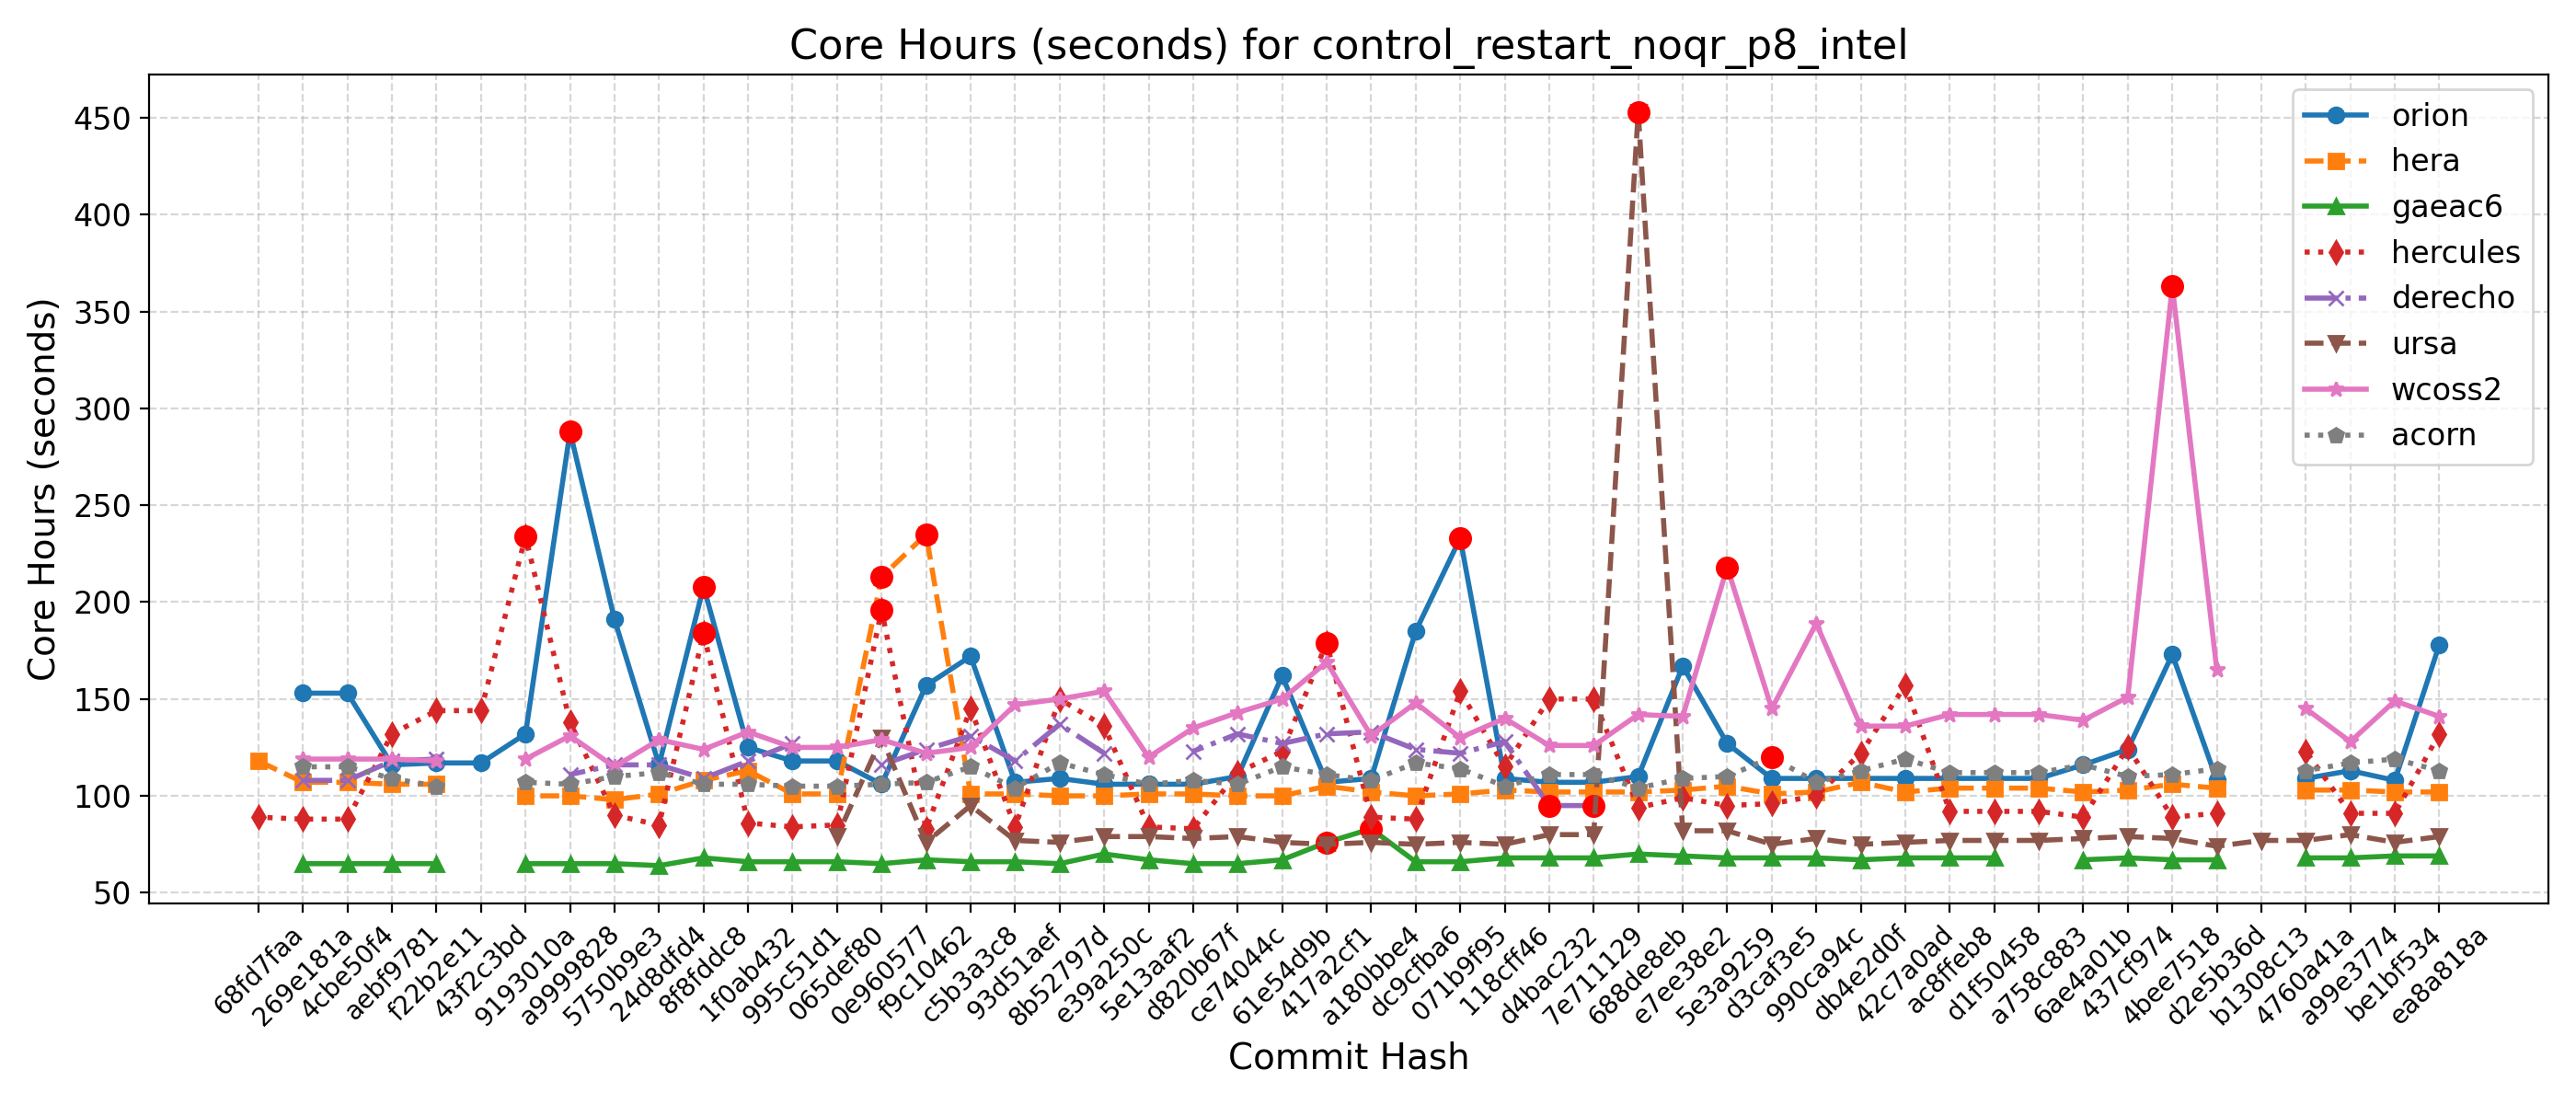 Core Hours (seconds) for control_restart_noqr_p8_intel
Core Hours (seconds)
450
400
350
300
250
200
150
100
50
orion
hera
gaeac6
hercules
derecho
ursa
wcoss2
acorn
68fd7faa
269e181a
4cbe50f4
aebf9781
f22b2e11
43f2c3bd
9193010a
a9999828
5750b9e3
24d8dfd4
8f8fddc8
1f0ab432
995c51d1
065def80
0e960577
f9c10462
c5b3a3c8
93d51aef
8b52797d
e39a250c
5e13aaf2
d820b67f
ce74044c
61e54d9b
417a2cf1
a180bbe4
dc9cfba6
071b9f95
118cff46
d4bac232
7e711129
688de8eb
e7ee38e2
5e3a9259
d3caf3e5
990ca94c
db4e2d0f
42c7a0ad
ac8ffeb8
d1f50458
a758c883
6ae4a01b
437cf974
4bee7518
d2e5b36d
b1308c13
4760a41a
a99e3774
be1bf534
ea8a818a
Commit Hash